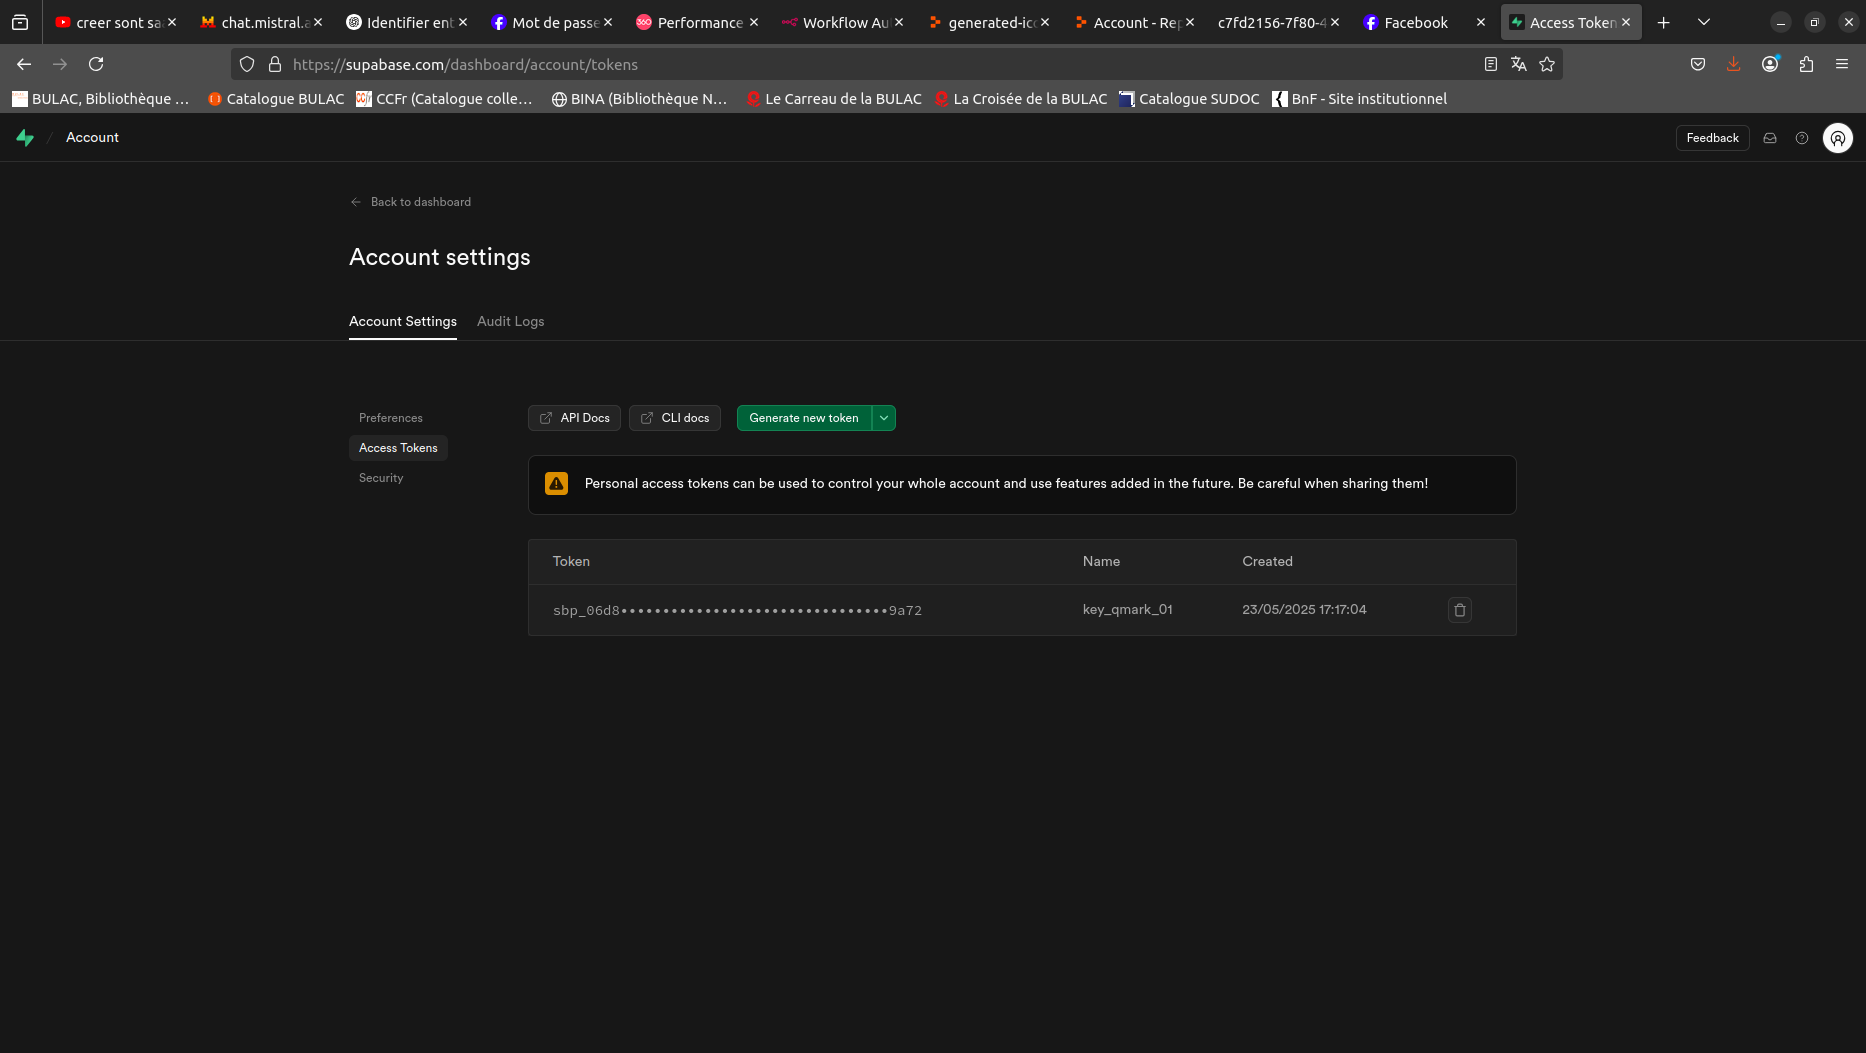 creer sont sa
chat.mistral.a
Identifier ent
Mot de passe
Performance
Workflow Au
generated-ic
Account - Rep
c7fd2156-7f80-4
Facebook
Access Token
https://supabase.com/dashboard/account/tokens
BULAC, Bibliothèque …
Catalogue BULAC
CCFr (Catalogue colle…
BINA (Bibliothèque N…
Le Carreau de la BULAC
La Croisée de la BULAC
Catalogue SUDOC
BnF - Site institutionnel
/ Account
Feedback
Back to dashboard
Account settings
Account Settings
Audit Logs
Preferences
Access Tokens
Security
API Docs
CLI docs
Generate new token
Personal access tokens can be used to control your whole account and use features added in the future. Be careful when sharing them!
Token Name Created
sbp_06d8••••••••••••••••••••••••••••••••9a72 key_qmark_01 23/05/2025 17:17:04